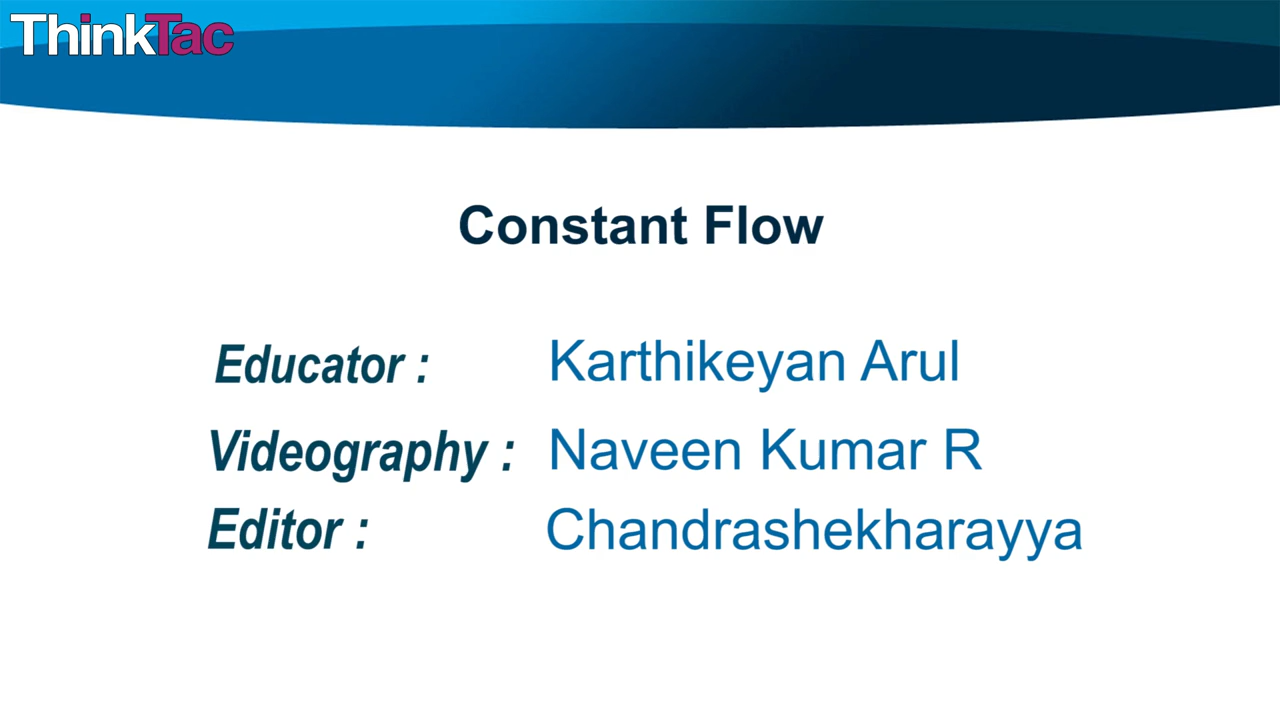 ThinkTac
Constant Flow
Educator : Karthikeyan Arul
Videography : Naveen Kumar R
Editor : Chandrashekharayya